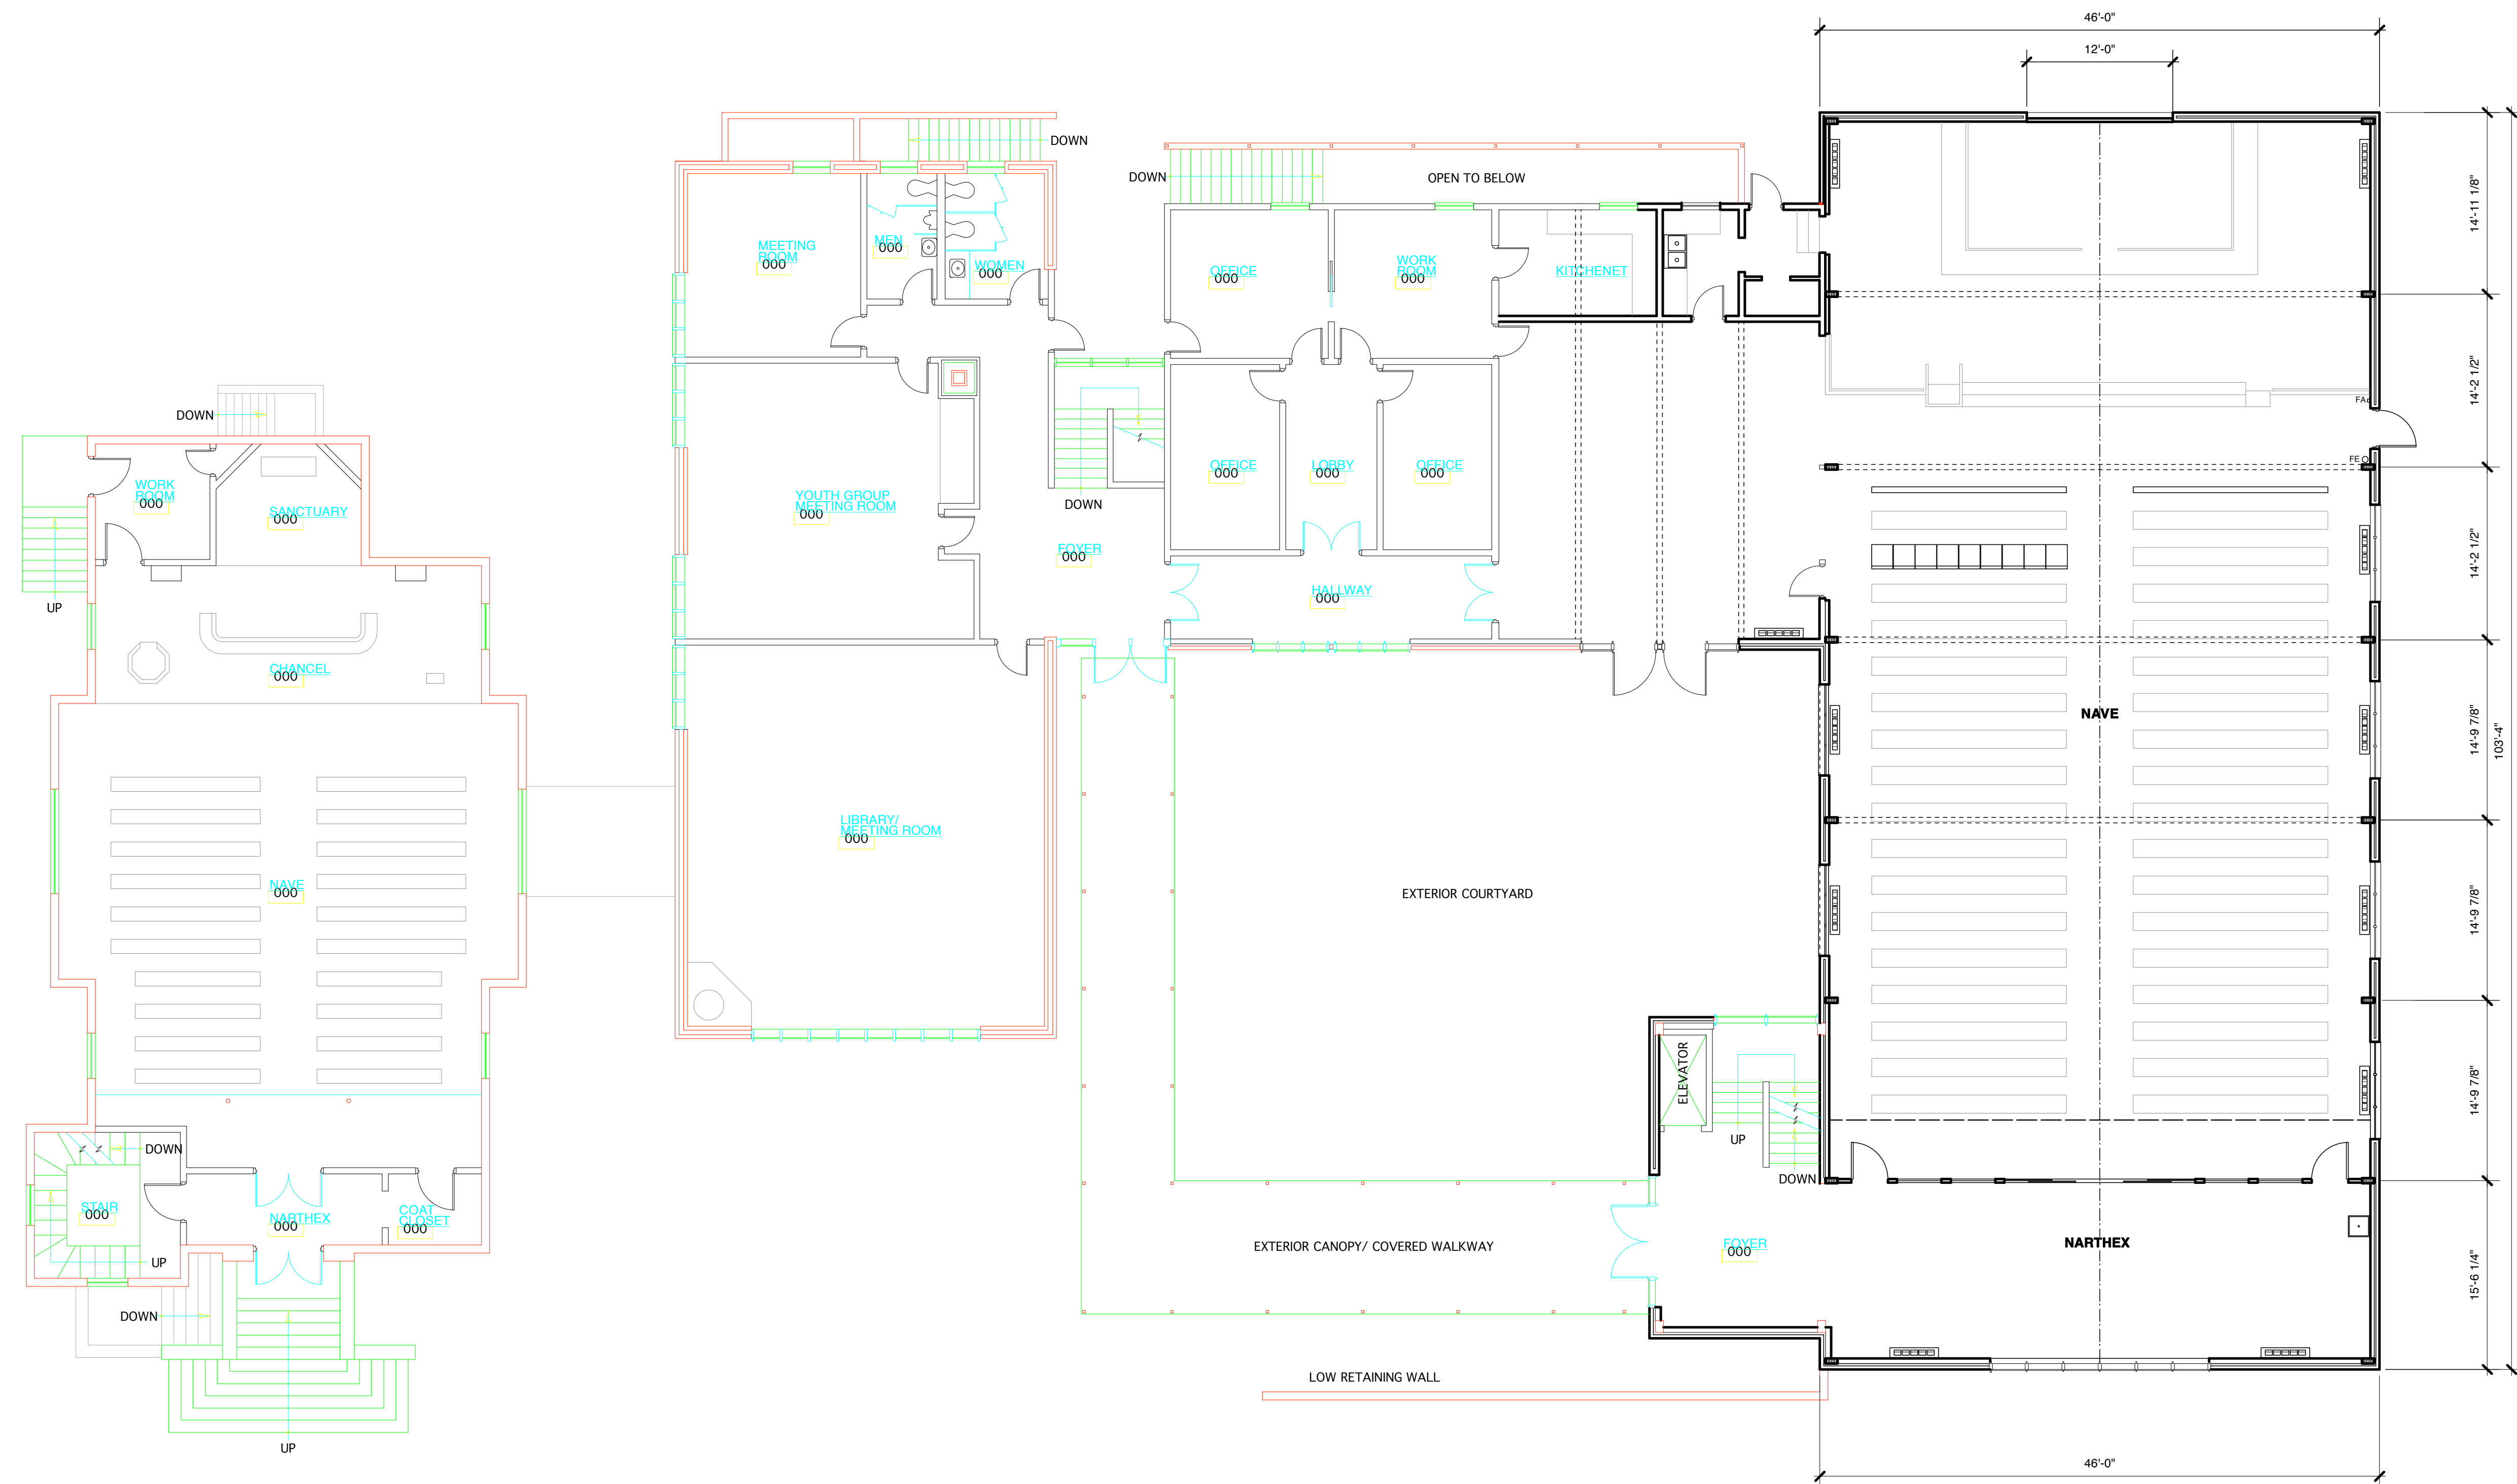 46'-0"
12'-0"
DOWN
DOWN
OPEN TO BELOW
14'-11 1/8"
MEETING
ROOM
000
MEN
000
WOMEN
000
OFFICE
000
WORK
ROOM
000
KITCHENET
14'-2 1/2"
FA
DOWN
FE
WORK
ROOM
000
SANCTUARY
000
YOUTH GROUP
MEETING ROOM
000
DOWN
OFFICE
000
LOBBY
000
OFFICE
000
14'-2 1/2"
FOYER
000
HALLWAY
000
UP
CHANCEL
000
NAVE
14'-9 7/8"
103'-4"
LIBRARY/
MEETING ROOM
000
NAVE
000
EXTERIOR COURTYARD
14'-9 7/8"
ELEVATOR
14'-9 7/8"
UP
DOWN
DOWN
STAIR
000
NARTHEX
000
COAT
CLOSET
000
UP
EXTERIOR CANOPY/ COVERED WALKWAY
FOYER
000
NARTHEX
15'-6 1/4"
DOWN
LOW RETAINING WALL
UP
46'-0"